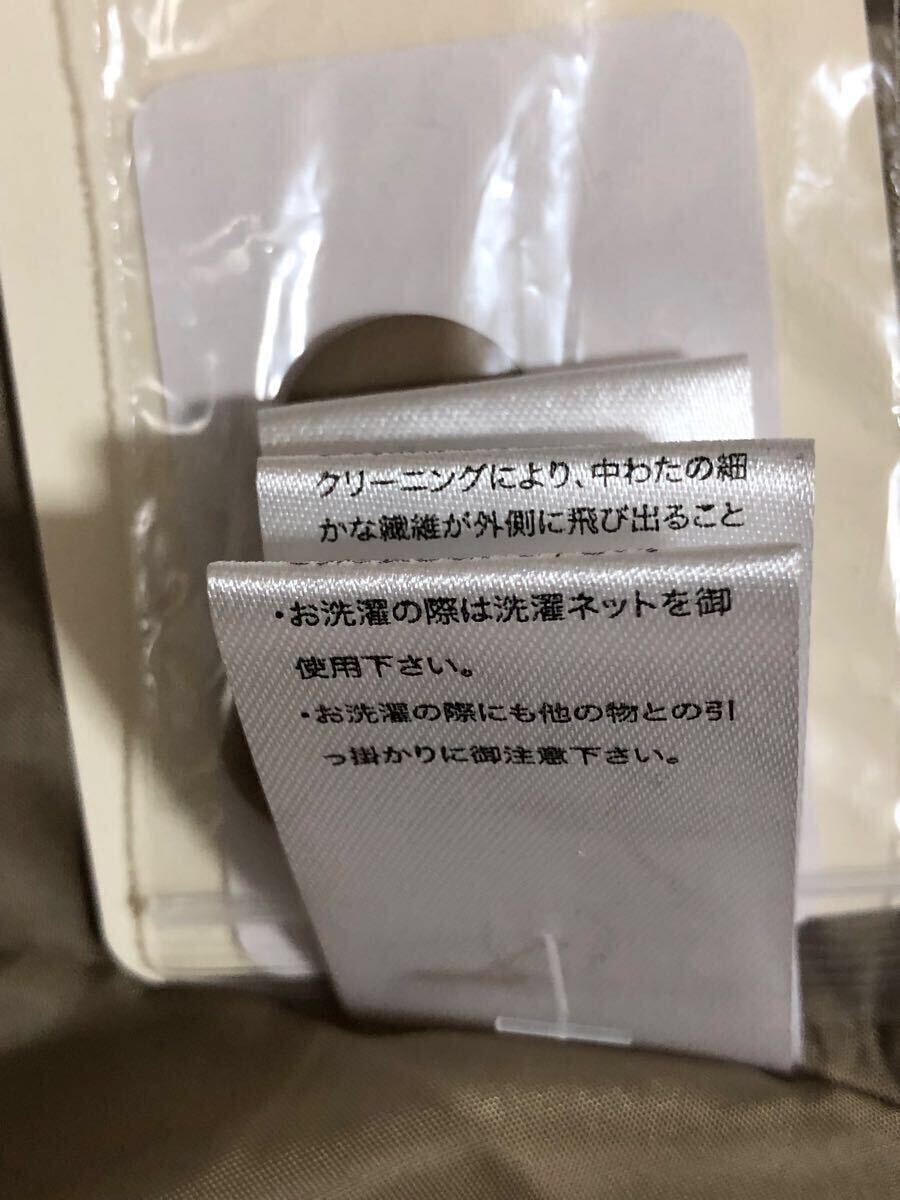 クリーニングにより、中わたの細
かな繊維が外側に飛び出ること
・お洗濯の際は洗濯ネットを御
使用下さい。
・お洗濯の際にも他の物との引
っ掛かりに御注意下さい。